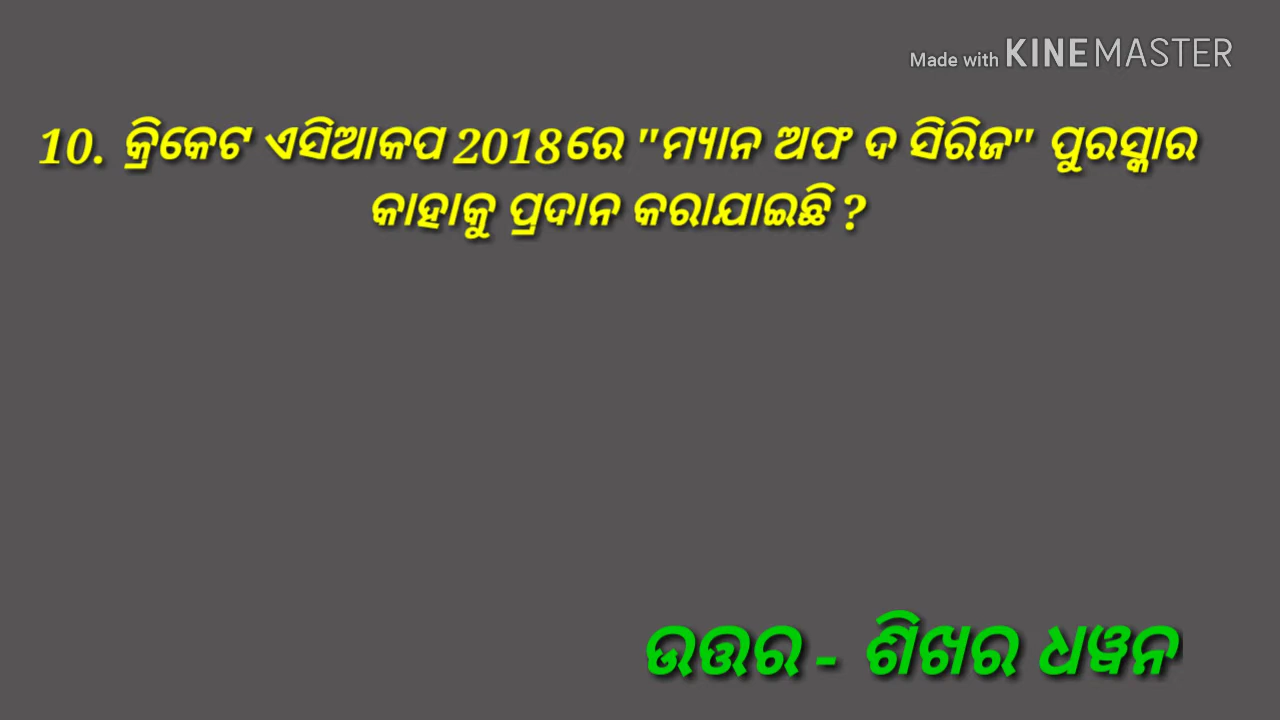 Made with KINEMASTER
10. କ୍ରିକେଟ ଏସିଆକପ 2018ରେ "ମ୍ୟାନ ଅଫ ଦ ସିରିଜ" ପୁରସ୍କାର
କାହାକୁ ପ୍ରଦାନ କରାଯାଇଛି ?
ଉତ୍ତର - ଶିଖର ଧୱନ